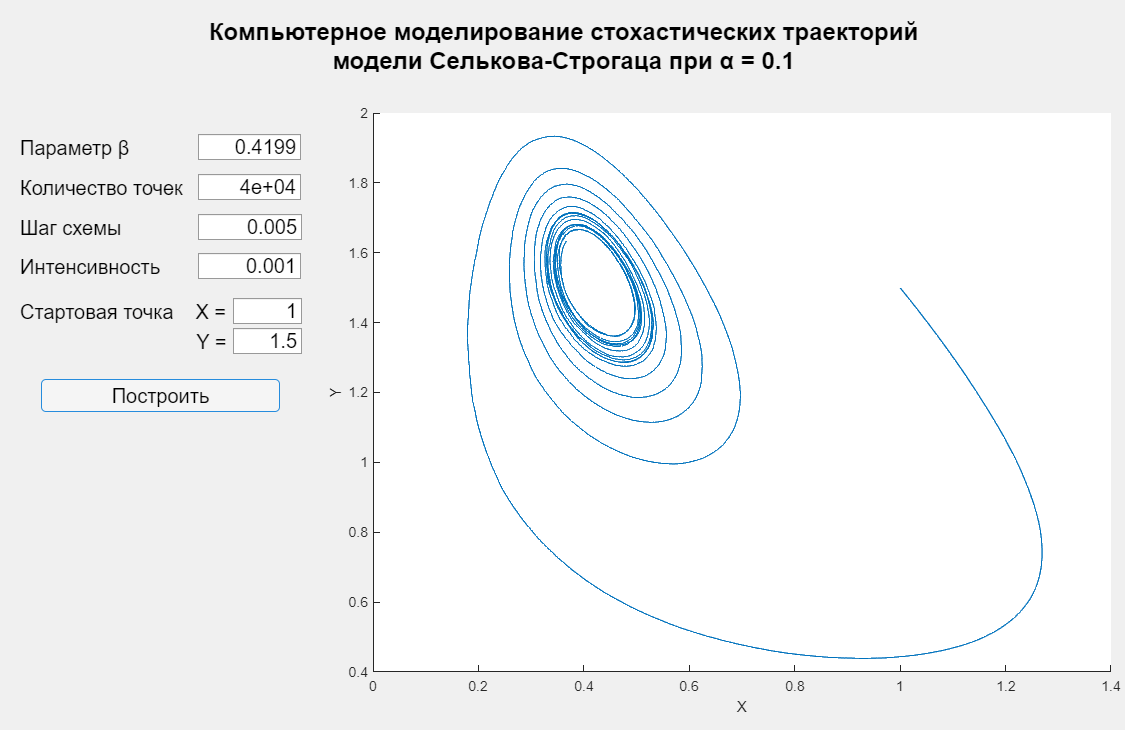 Компьютерное моделирование стохастических траекторий
модели Селькова-Строгаца при α = 0.1
Параметр β 0.4199
Количество точек 4e+04
Шаг схемы 0.005
Интенсивность 0.001
Стартовая точка X = 1
Y = 1.5
Построить
2
1.8
1.6
1.4
1.2
1
0.8
0.6
0.4
Y
0 0.2 0.4 0.6 0.8 1 1.2 1.4
X